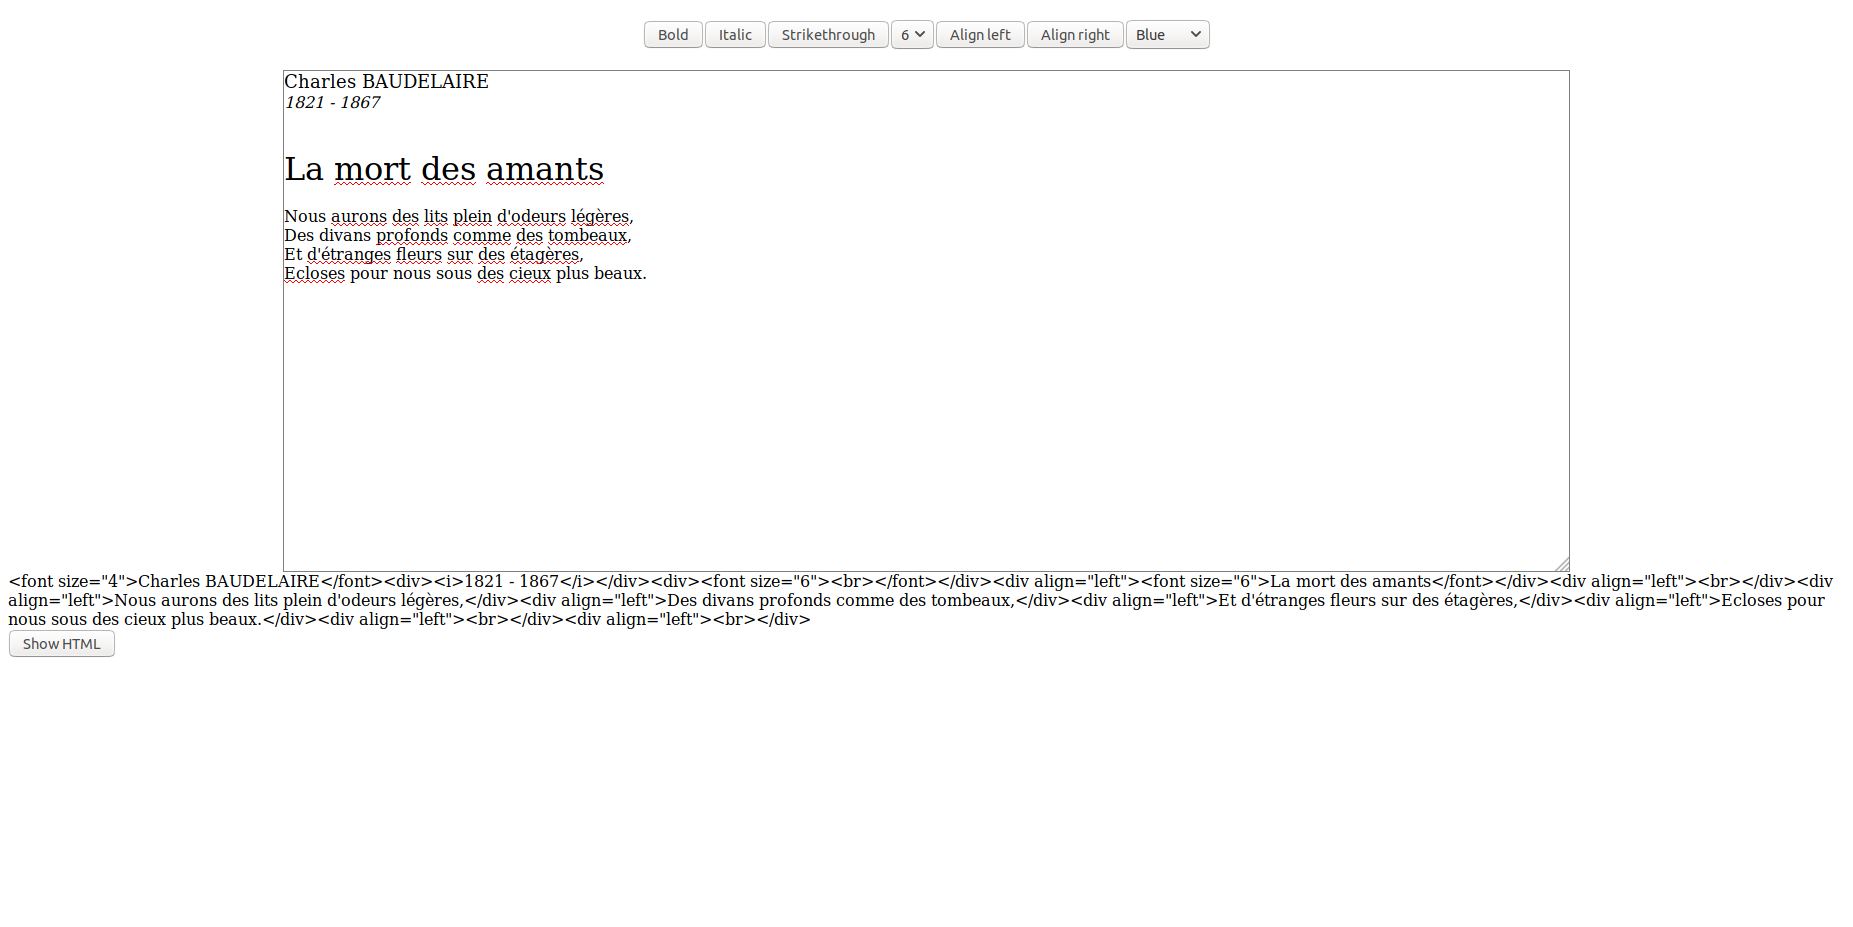 Bold Italic Strikethrough 6 Align left Align right Blue
Charles BAUDELAIRE
1821 - 1867
La mort des amants
Nous aurons des lits plein d'odeurs légères,
Des divans profonds comme des tombeaux,
Et d'étranges fleurs sur des étagères,
Ecloses pour nous sous des cieux plus beaux.
<font size="4">Charles BAUDELAIRE</font><div><i>1821 - 1867</i></div><div><font size="6"><br></font></div><div align="left"><font size="6">La mort des amants</font></div><div align="left"><br></div><div
align="left">Nous aurons des lits plein d'odeurs légères,</div><div align="left">Des divans profonds comme des tombeaux,</div><div align="left">Et d'étranges fleurs sur des étagères,</div><div align="left">Ecloses pour
nous sous des cieux plus beaux.</div><div align="left"><br></div><div align="left"><br></div>
Show HTML